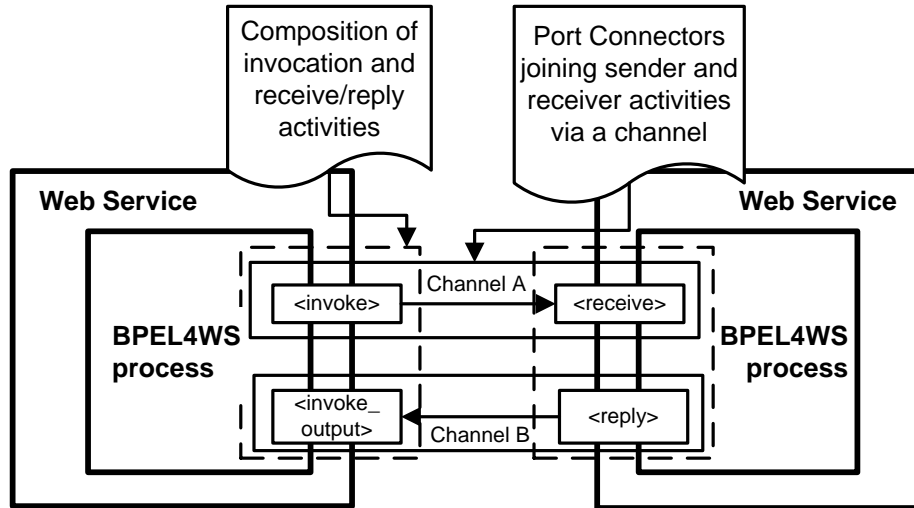 Composition of
invocation and
receive/reply
activities
Port Connectors
joining sender and
receiver activities
via a channel
Web Service
Web Service
Channel A
<invoke>
<receive>
BPEL4WS
process
BPEL4WS
process
<invoke_
output>
<reply>
Channel B